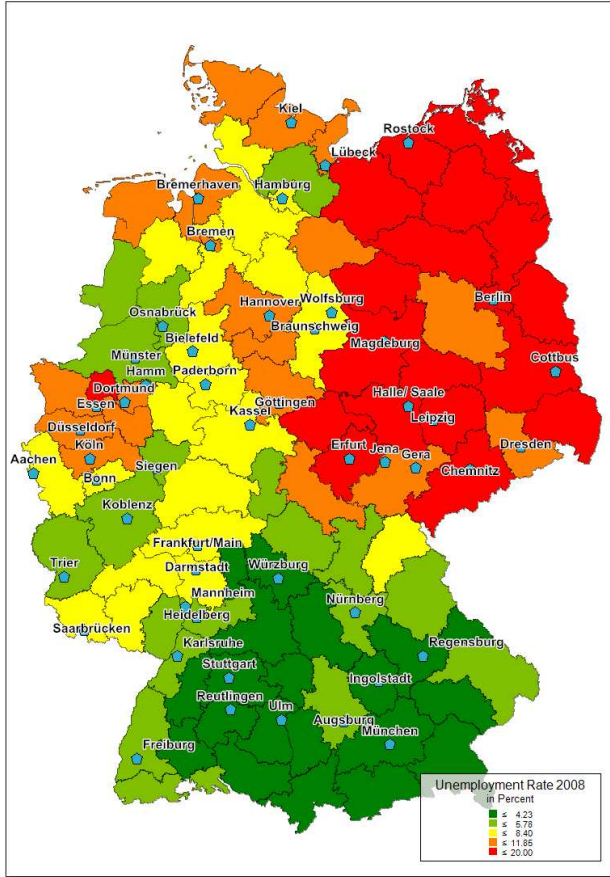 Kiel
Rostock
Lübeck
Bremerhaven
Hamburg
Bremen
Osnabrück
Hannover
Wolfsburg
Berlin
Braunschweig
Bielefeld
Magdeburg
Münster
Hamm
Paderborn
Cottbus
Dortmund
Essen
Göttingen
Halle/ Saale
Kassel
Leipzig
Düsseldorf
Köln
Erfurt
Jena
Gera
Dresden
Aachen
Siegen
Chemnitz
Bonn
Koblenz
Frankfurt/Main
Trier
Darmstadt
Würzburg
Mannheim
Nürnberg
Heidelberg
Saarbrücken
Karlsruhe
Regensburg
Stuttgart
Ingolstadt
Reutlingen
Ulm
Augsburg
München
Freiburg
Unemployment Rate 2008
in Percent
≤ 4.23
≤ 5.78
≤ 8.40
≤ 11.85
≤ 20.00